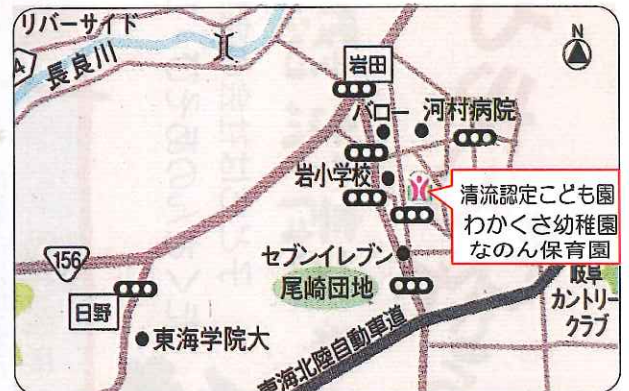 リバーサイド
長良川
4
岩田
N
バロー
河村病院
岩小学校
清流認定こども園
わかくさ幼稚園
なのん保育園
セブンイレブン
尾崎団地
156
日野
東海学院大
東海北陸自動車道
岐阜
カントリー
クラブ